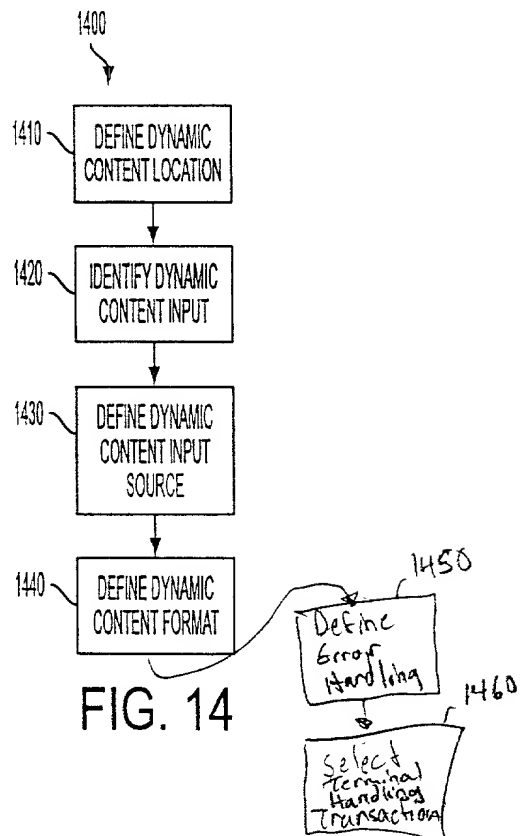 1400
1410
DEFINE DYNAMIC
CONTENT LOCATION
1420
IDENTIFY DYNAMIC
CONTENT INPUT
1430
DEFINE DYNAMIC
CONTENT INPUT
SOURCE
1440
DEFINE DYNAMIC
CONTENT FORMAT
FIG. 14
1450
Define
Error
Handling
1460
Select
Terminal
Handling
Transaction